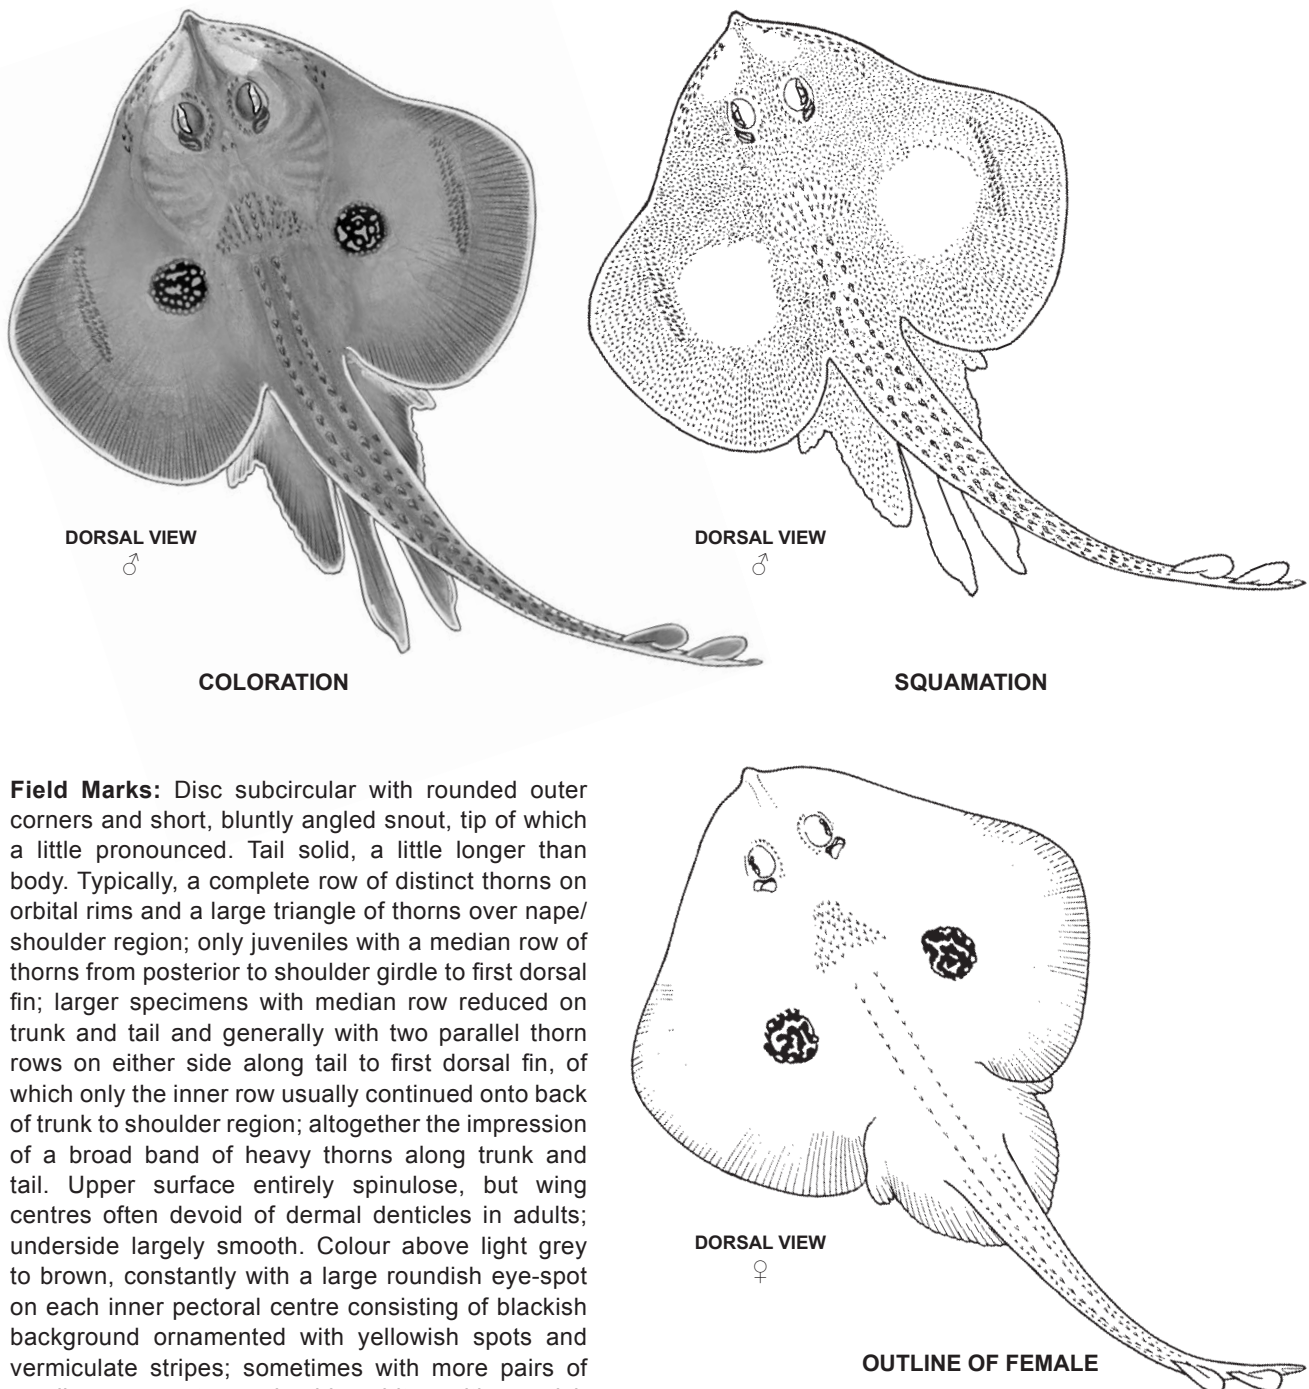 DORSAL VIEW
♂
COLORATION
DORSAL VIEW
♂
SQUAMATION
Field Marks: Disc subcircular with rounded outer
corners and short, bluntly angled snout, tip of which
a little pronounced. Tail solid, a little longer than
body. Typically, a complete row of distinct thorns on
orbital rims and a large triangle of thorns over nape/
shoulder region; only juveniles with a median row of
thorns from posterior to shoulder girdle to first dorsal
fin; larger specimens with median row reduced on
trunk and tail and generally with two parallel thorn
rows on either side along tail to first dorsal fin, of
which only the inner row usually continued onto back
of trunk to shoulder region; altogether the impression
of a broad band of heavy thorns along trunk and
tail. Upper surface entirely spinulose, but wing
centres often devoid of dermal denticles in adults;
underside largely smooth. Colour above light grey
to brown, constantly with a large roundish eye-spot
on each inner pectoral centre consisting of blackish
background ornamented with yellowish spots and
vermiculate stripes; sometimes with more pairs of
DORSAL VIEW
♀
OUTLINE OF FEMALE